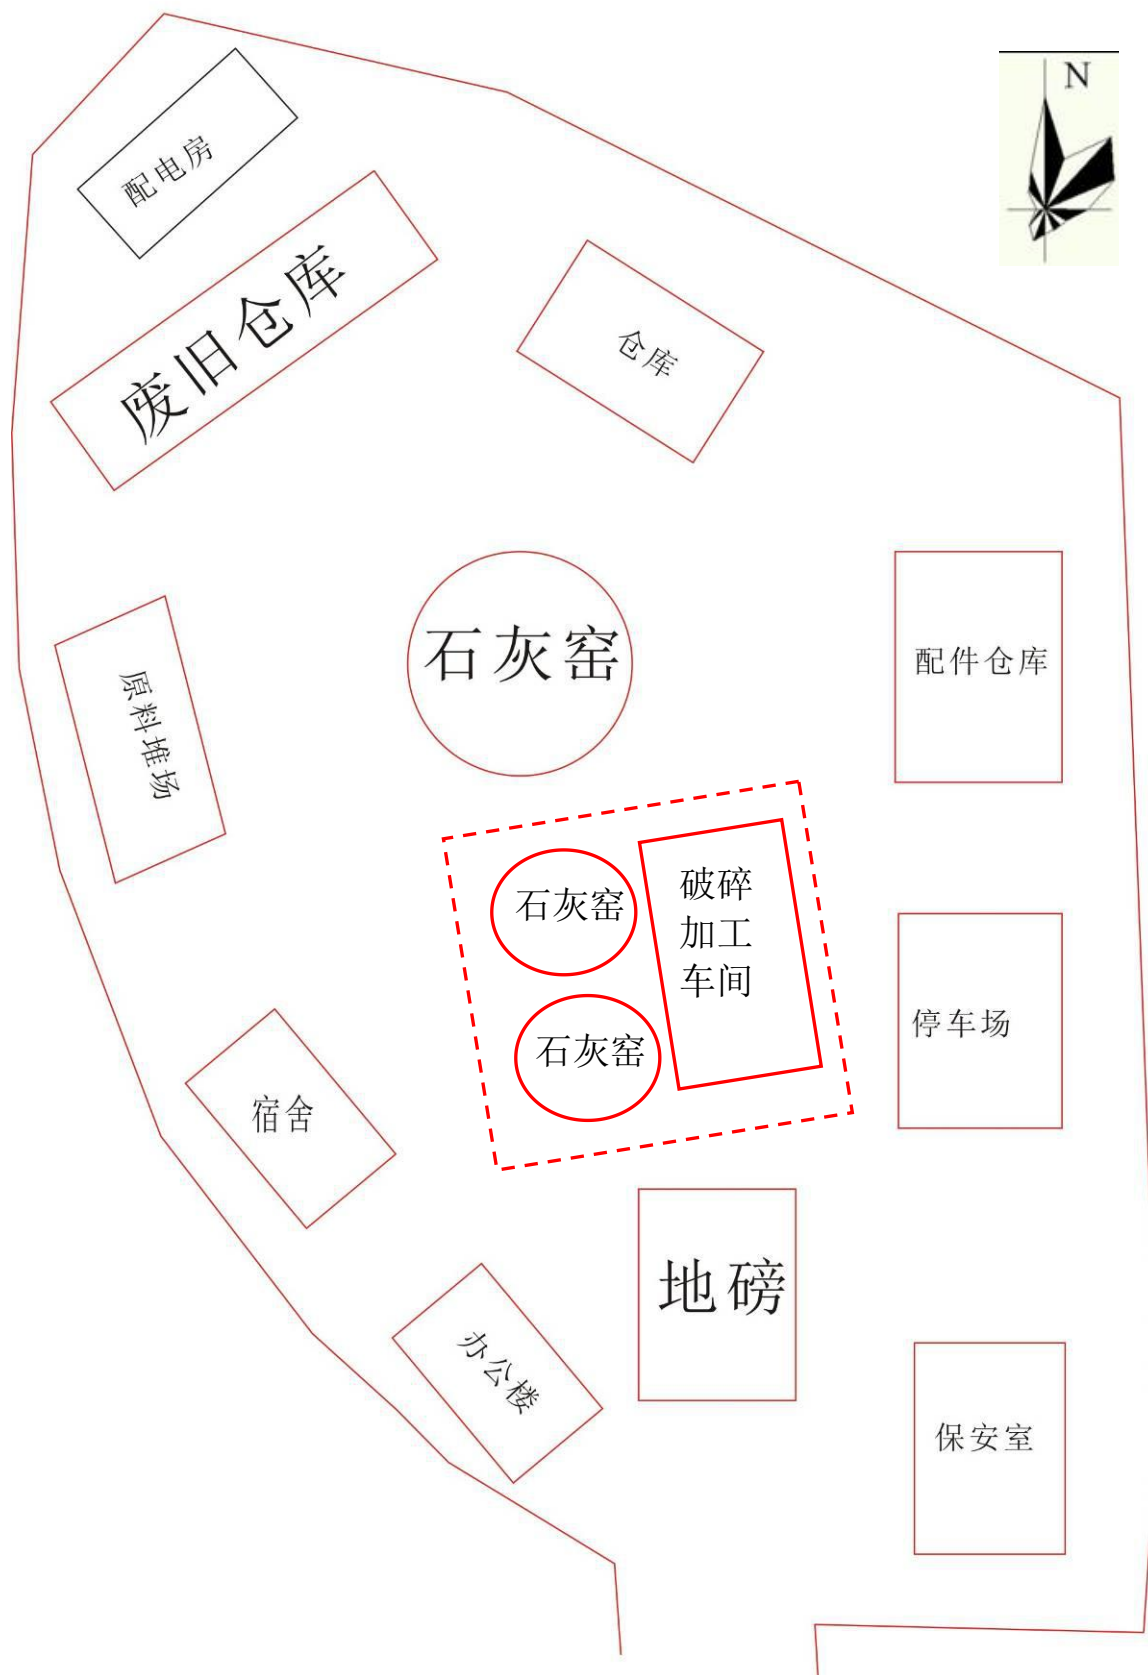 N
配电房
废旧仓库
仓库
石灰窑
配件仓库
原料堆场
石灰窑
破碎
加工
车间
停车场
石灰窑
宿舍
地磅
办公楼
保安室